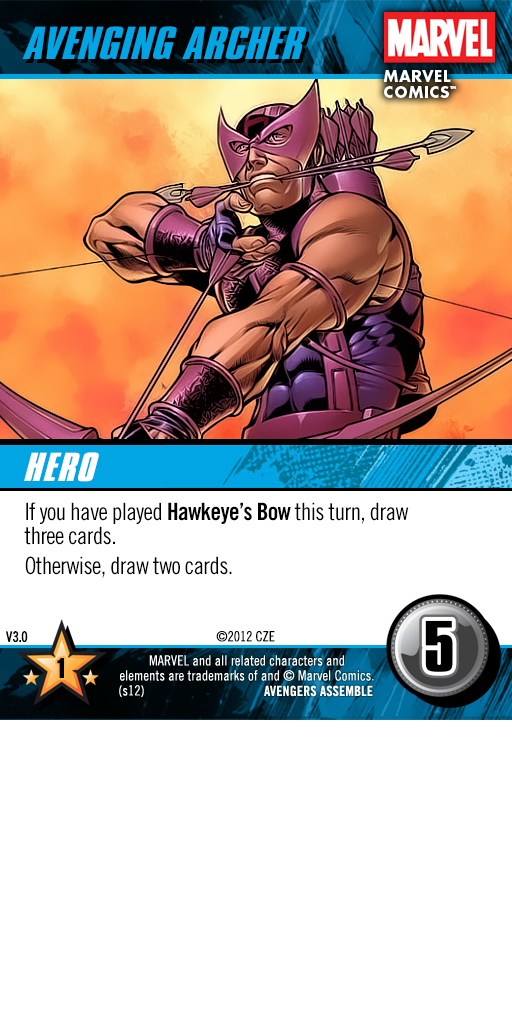 AVENGING ARCHER
MARVEL
MARVEL
COMICS™
HERO
If you have played Hawkeye's Bow this turn, draw
three cards.
Otherwise, draw two cards.
V3.0
©2012 CZE
5
1
MARVEL and all related characters and
elements are trademarks of and © Marvel Comics.
(s12)
AVENGERS ASSEMBLE